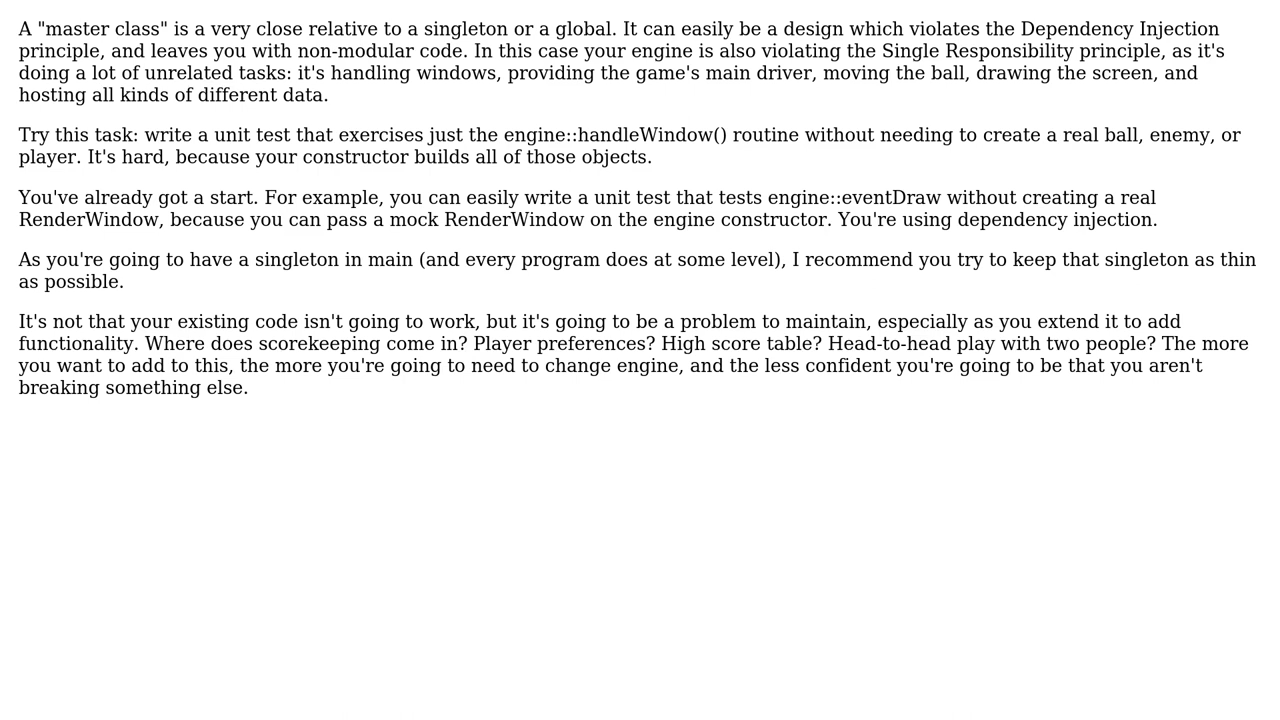 A "master class" is a very close relative to a singleton or a global. It can easily be a design which violates the Dependency Injection
principle, and leaves you with non-modular code. In this case your engine is also violating the Single Responsibility principle, as it's
doing a lot of unrelated tasks: it's handling windows, providing the game's main driver, moving the ball, drawing the screen, and
hosting all kinds of different data.
Try this task: write a unit test that exercises just the engine::handleWindow() routine without needing to create a real ball, enemy, or
player. It's hard, because your constructor builds all of those objects.
You've already got a start. For example, you can easily write a unit test that tests engine::eventDraw without creating a real
RenderWindow, because you can pass a mock RenderWindow on the engine constructor. You're using dependency injection.
As you're going to have a singleton in main (and every program does at some level), I recommend you try to keep that singleton as thin
as possible.
It's not that your existing code isn't going to work, but it's going to be a problem to maintain, especially as you extend it to add
functionality. Where does scorekeeping come in? Player preferences? High score table? Head-to-head play with two people? The more
you want to add to this, the more you're going to need to change engine, and the less confident you're going to be that you aren't
breaking something else.